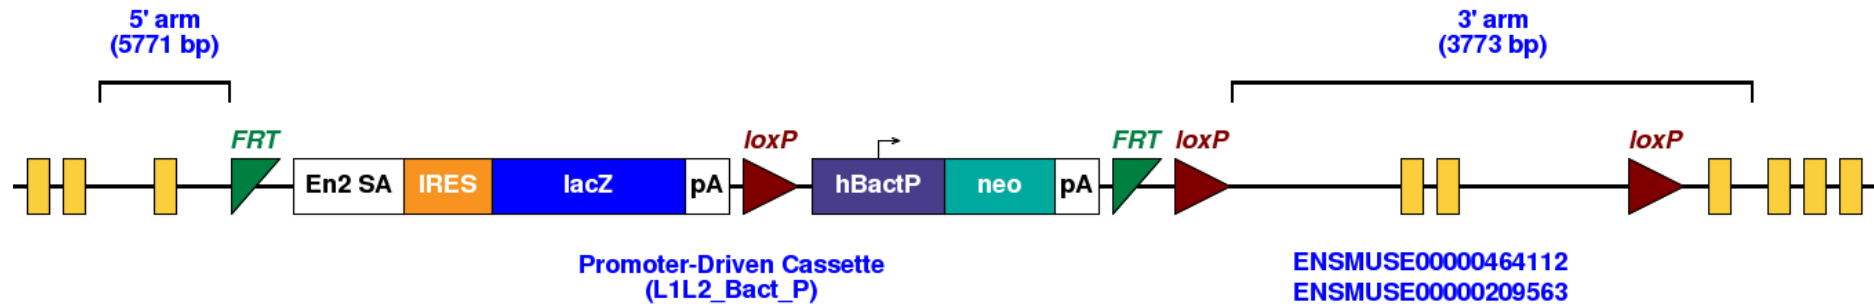 5' arm
(5771 bp)
3' arm
(3773 bp)
FRT
loxP
FRT
loxP
loxP
En2 SA
IRES
lacZ
pA
hBactP
neo
pA
Promoter-Driven Cassette
(L1L2_Bact_P)
ENSMUSE00000464112
ENSMUSE00000209563